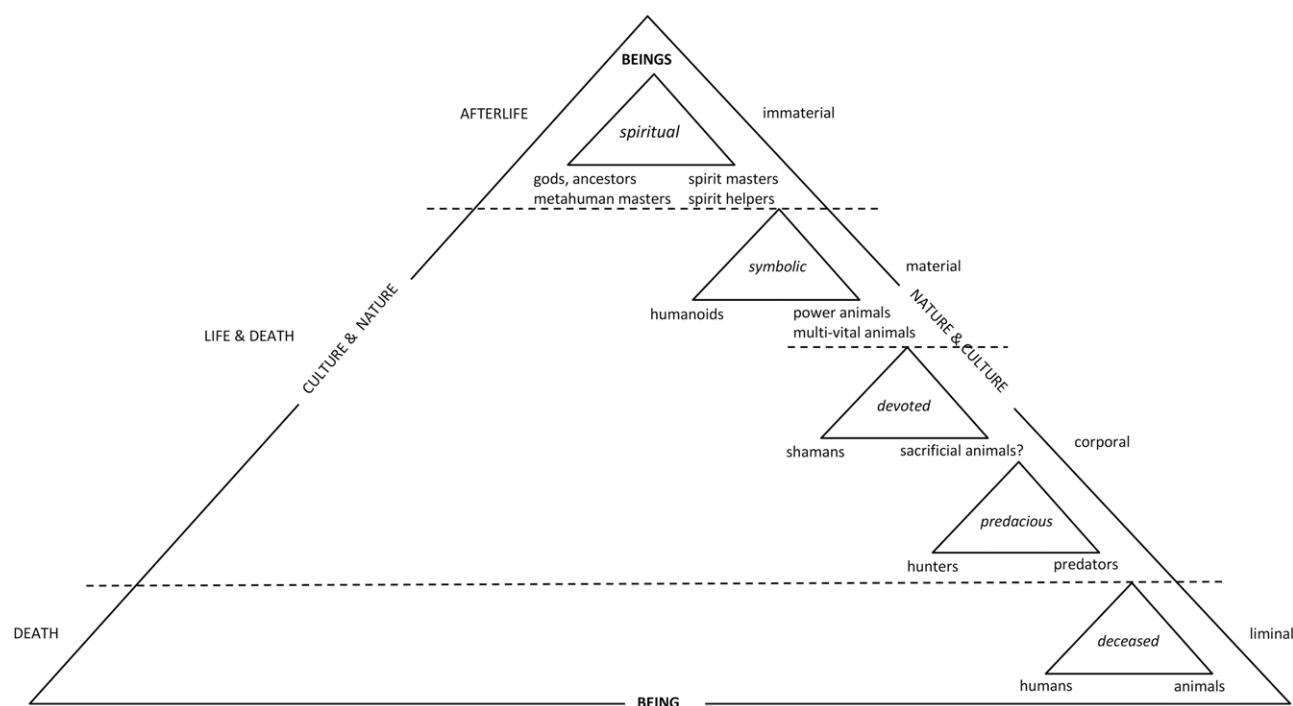 BEINGS
AFTERLIFE
immaterial
spiritual
gods, ancestors
metahuman masters
spirit masters
spirit helpers
symbolic
material
humanoids
power animals
multi-vital animals
CULTURE & NATURE
NATURE & CULTURE
LIFE & DEATH
devoted
shamans
sacrificial animals?
corporal
predacious
hunters
predators
DEATH
deceased
liminal
humans
animals
BEING